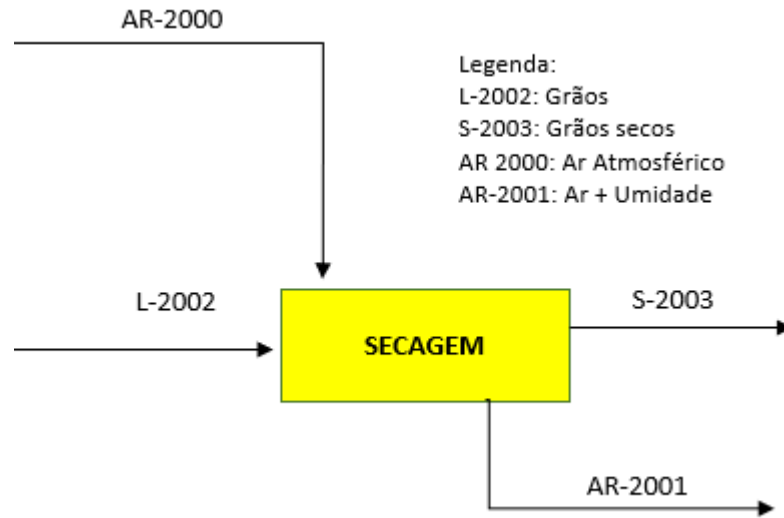 AR-2000
Legenda:
L-2002: Grãos
S-2003: Grãos secos
AR 2000: Ar Atmosférico
AR-2001: Ar + Umidade
L-2002
S-2003
SECAGEM
AR-2001